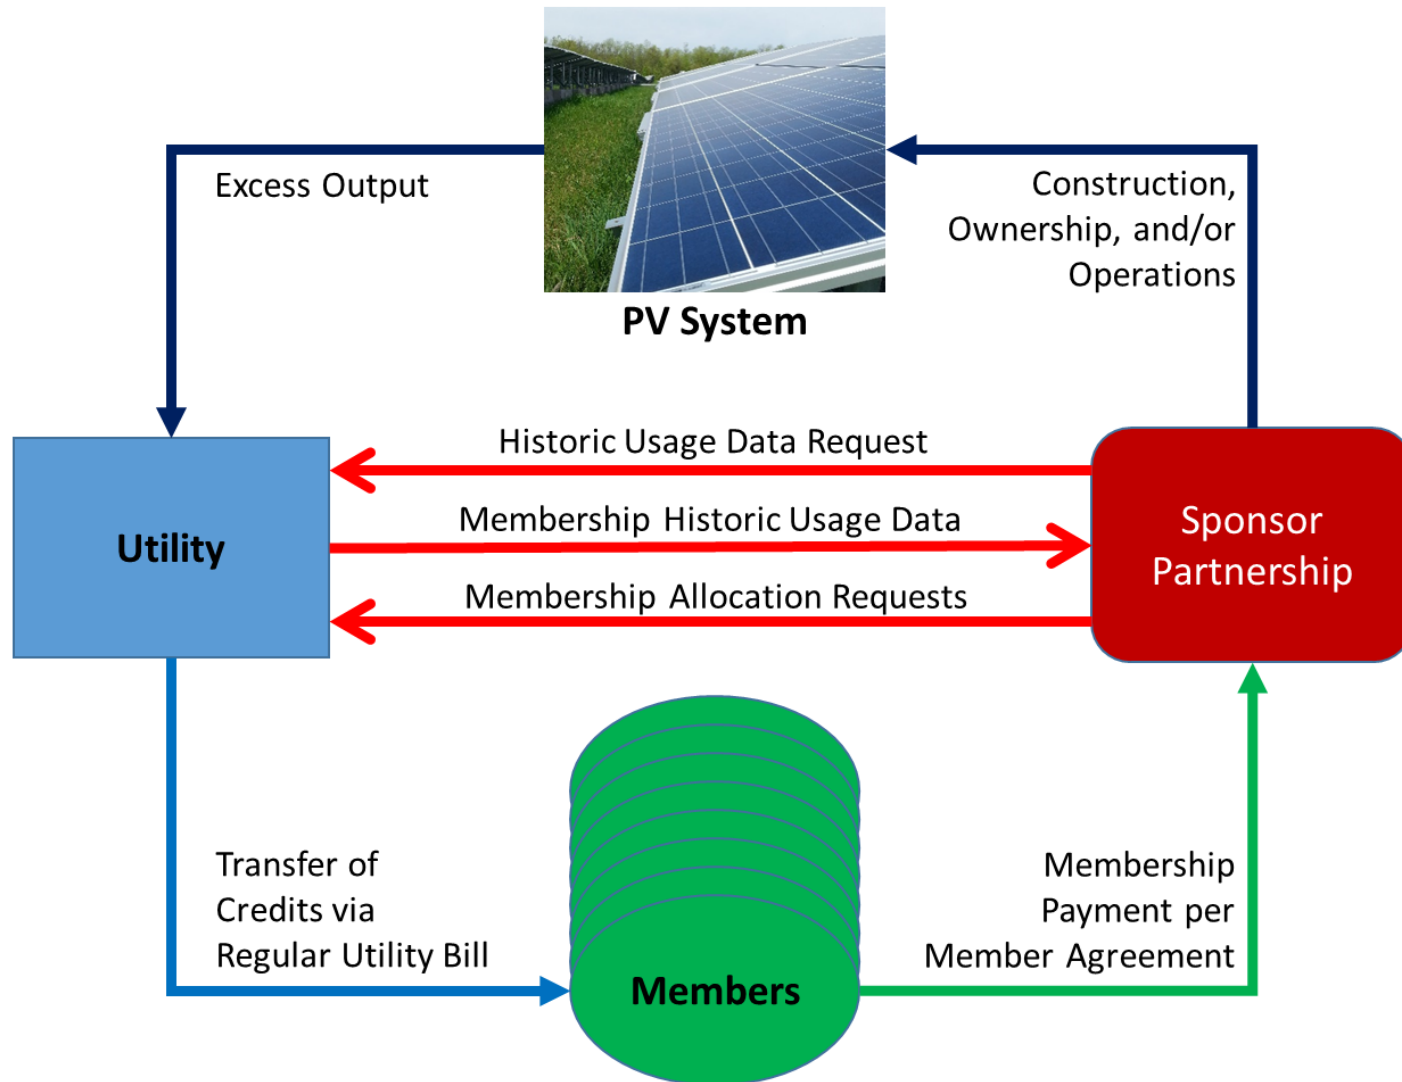 Excess Output
Construction,
Ownership, and/or
Operations
PV System
Historic Usage Data Request
Membership Historic Usage Data
Membership Allocation Requests
Utility
Sponsor
Partnership
Transfer of
Credits via
Regular Utility Bill
Members
Membership
Payment per
Member Agreement